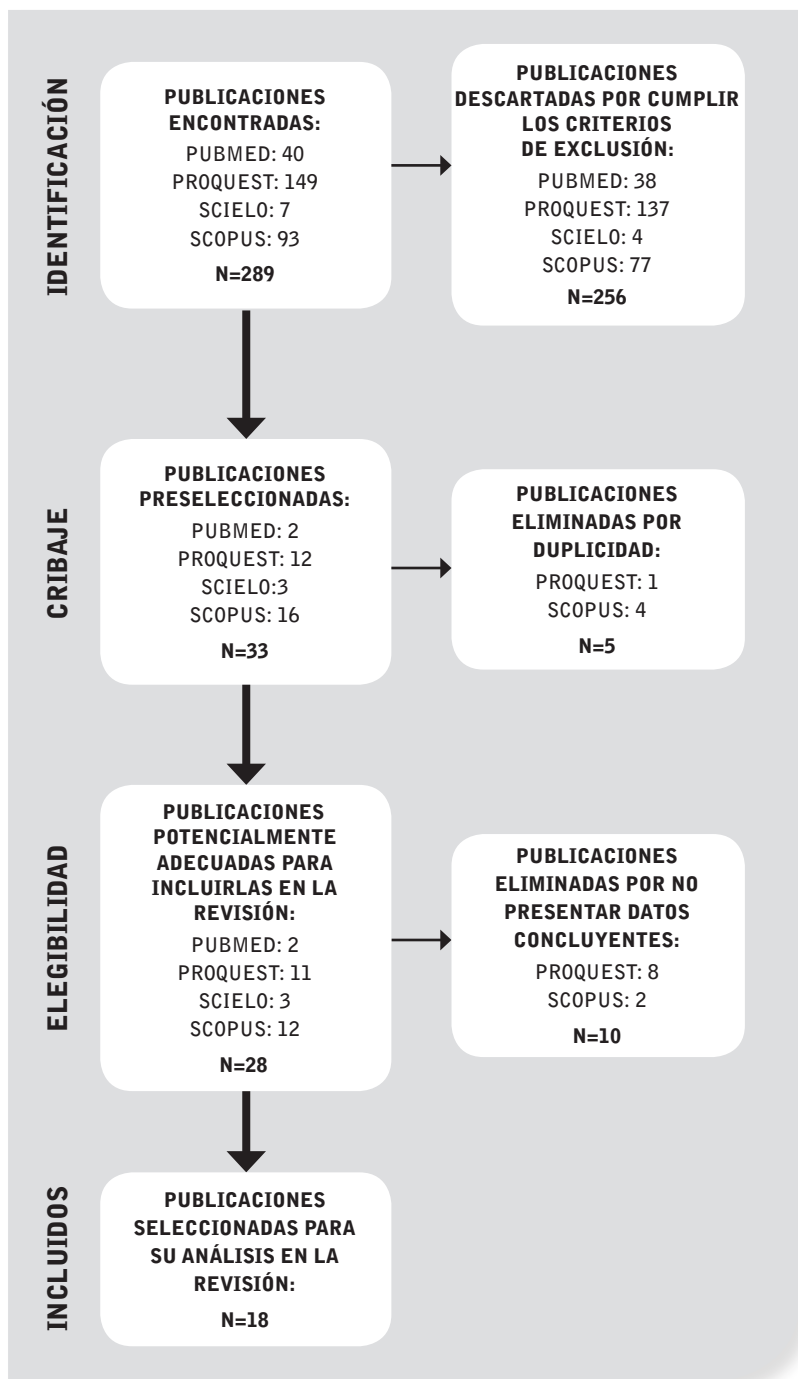 IDENTIFICACIÓN
PUBLICACIONES
ENCONTRADAS:
PUBMED: 40
PROQUEST: 149
SCIELO: 7
SCOPUS: 93
N=289
PUBLICACIONES
DESCARTADAS POR CUMPLIR
LOS CRITERIOS
DE EXCLUSIÓN:
PUBMED: 38
PROQUEST: 137
SCIELO: 4
SCOPUS: 77
N=256
CRIBAJE
PUBLICACIONES
PRESELECCIONADAS:
PUBMED: 2
PROQUEST: 12
SCIELO:3
SCOPUS: 16
N=33
PUBLICACIONES
ELIMINADAS POR
DUPLICIDAD:
PROQUEST: 1
SCOPUS: 4
N=5
ELEGIBILIDAD
PUBLICACIONES
POTENCIALMENTE
ADECUADAS PARA
INCLUIRLAS EN LA
REVISIÓN:
PUBMED: 2
PROQUEST: 11
SCIELO: 3
SCOPUS: 12
N=28
PUBLICACIONES
ELIMINADAS POR NO
PRESENTAR DATOS
CONCLUYENTES:
PROQUEST: 8
SCOPUS: 2
N=10
INCLUIDOS
PUBLICACIONES
SELECCIONADAS PARA
SU ANÁLISIS EN LA
REVISIÓN:
N=18